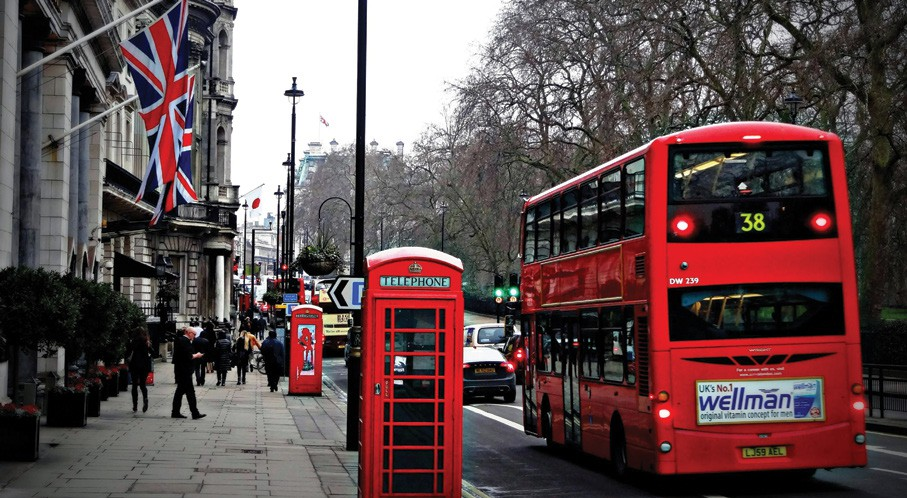 TELEPHONE
38
DW 239
UK's No.1
wellman
original vitamin concept for men
LJ59 AEL